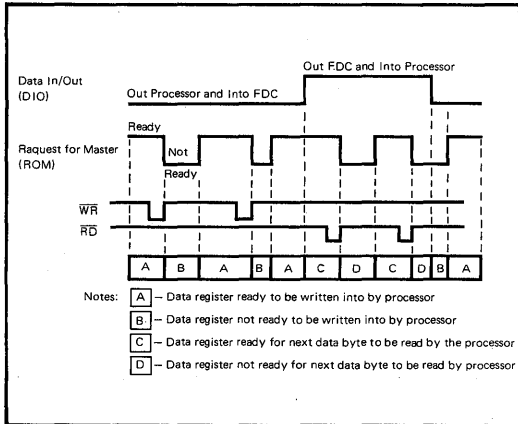 Out FDC and Into Processor
Data In/Out
(DIO)
Out Processor and Into FDC
Ready
Request for Master
(ROM)
Not
Ready
WR
RD
A B A B A C D C D B A
Notes: A – Data register ready to be written into by processor
B – Data register not ready to be written into by processor
C – Data register ready for next data byte to be read by the processor
D – Data register not ready for next data byte to be read by processor